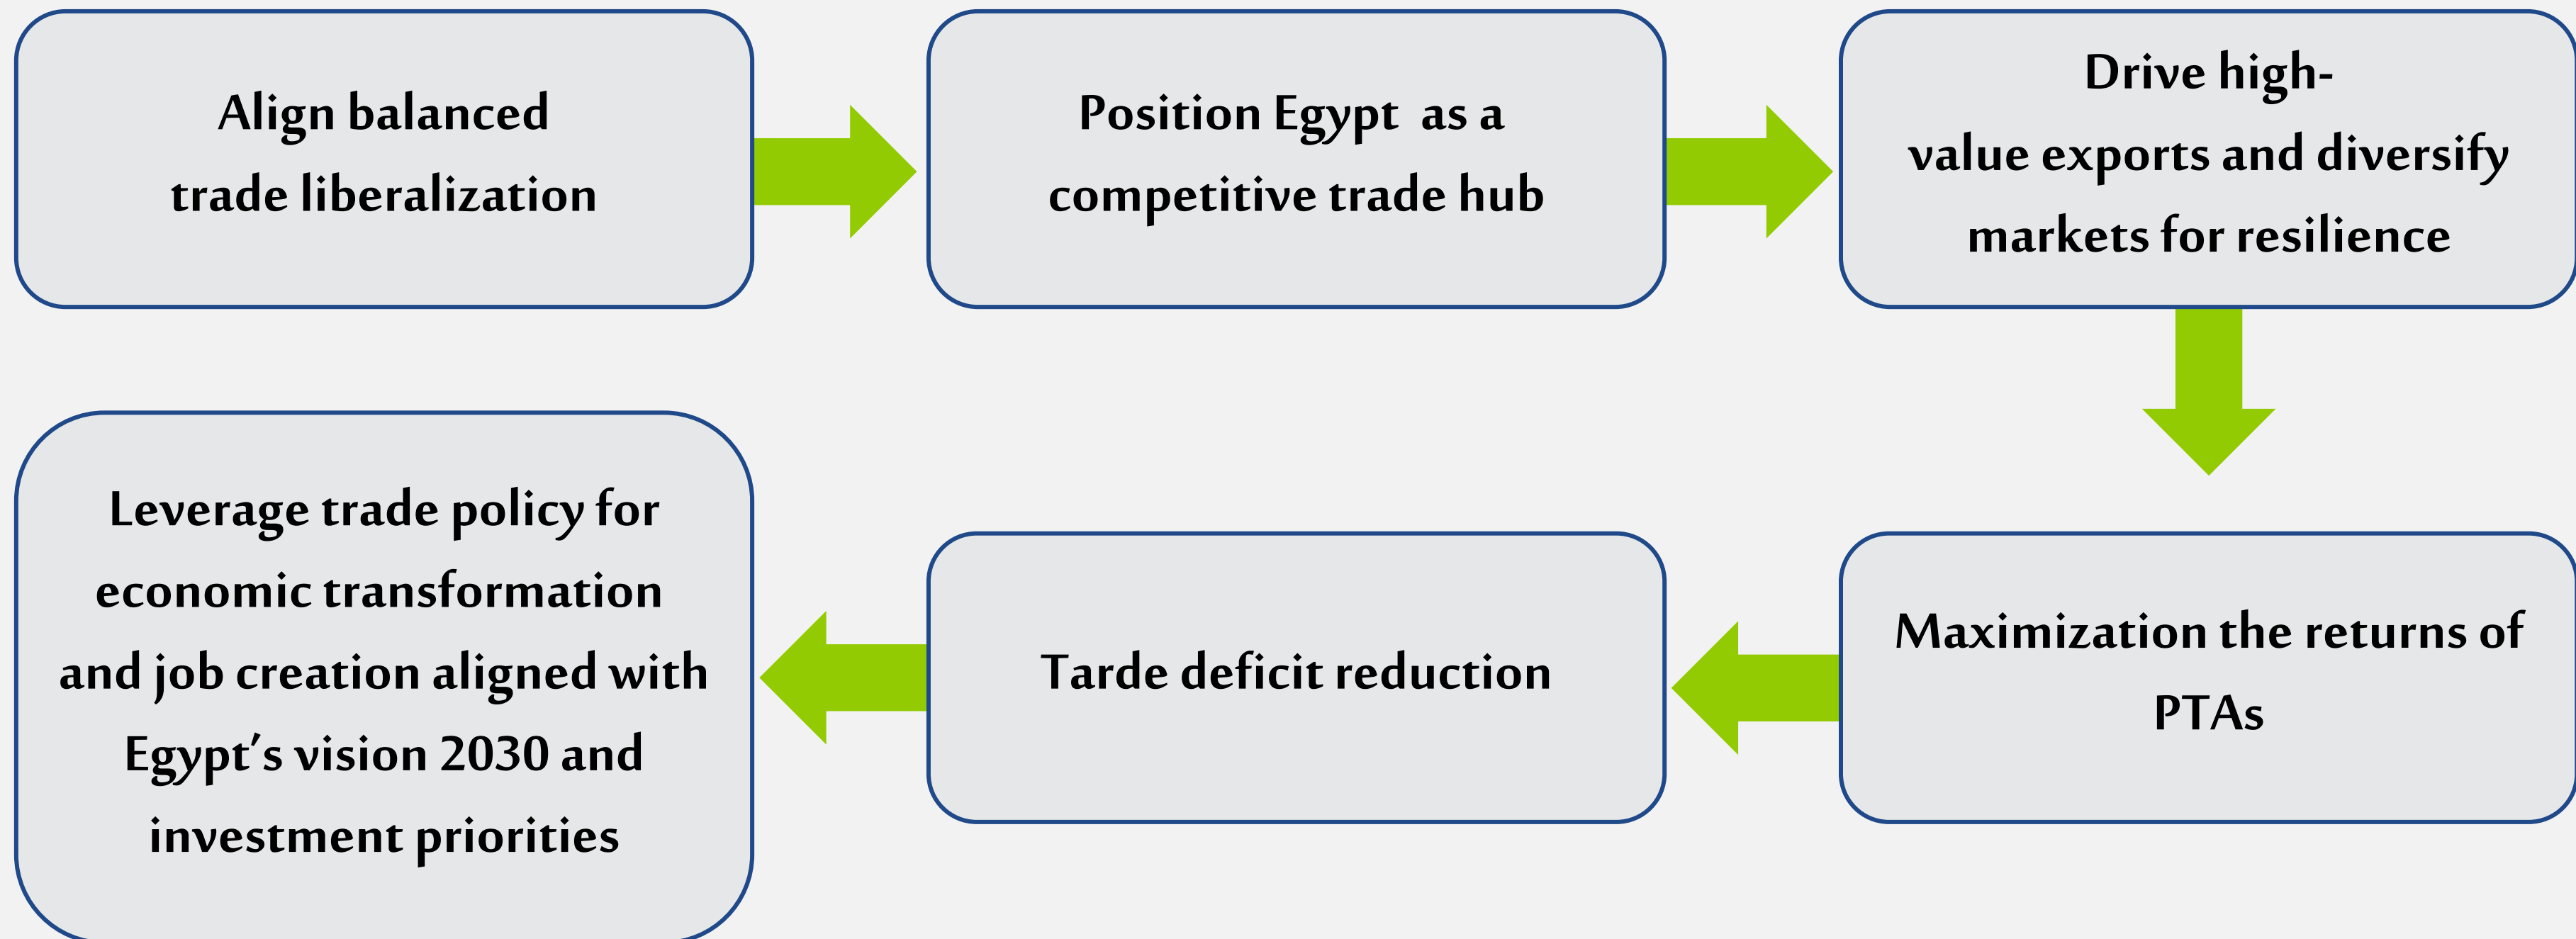 Align balanced
trade liberalization
Position Egypt  as a
competitive trade hub
Drive high-
value exports and diversify
markets for resilience
Maximization the returns of
PTAs
Tarde deficit reduction
Leverage trade policy for
economic transformation
and job creation aligned with
Egypt’s vision 2030 and
investment priorities